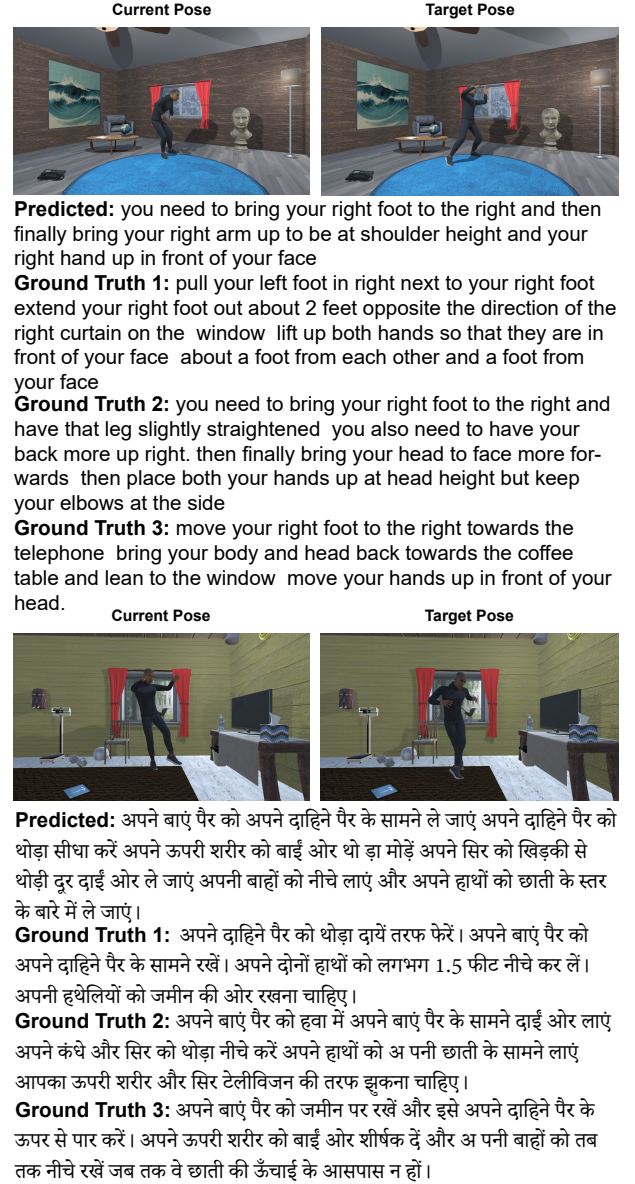 Current Pose Target Pose
Predicted: you need to bring your right foot to the right and then
finally bring your right arm up to be at shoulder height and your
right hand up in front of your face
Ground Truth 1: pull your left foot in right next to your right foot
extend your right foot out about 2 feet opposite the direction of the
right curtain on the window lift up both hands so that they are in
front of your face about a foot from each other and a foot from
your face
Ground Truth 2: you need to bring your right foot to the right and
have that leg slightly straightened you also need to have your
back more up right. then finally bring your head to face more for-
wards then place both your hands up at head height but keep
your elbows at the side
Ground Truth 3: move your right foot to the right towards the
telephone bring your body and head back towards the coffee
table and lean to the window move your hands up in front of your
head.
Current Pose Target Pose
Predicted: अपने बाएं पैर को अपने दाहिने पैर के सामने ले जाएं अपने दाहिने पैर को
थोड़ा सीधा करें अपने ऊपरी शरीर को बाईं ओर थो ड़ा मोड़ें अपने सिर को खिड़की से
थोड़ी दूर दाईं ओर ले जाएं अपनी बाहों को नीचे लाएं और अपने हाथों को छाती के स्तर
के बारे में ले जाएं।
Ground Truth 1: अपने दाहिने पैर को थोड़ा दायें तरफ फेरें। अपने बाएं पैर को
अपने दाहिने पैर के सामने रखें। अपने दोनों हाथों को लगभग 1.5 फीट नीचे कर लें।
अपनी हथेलियों को जमीन की ओर रखना चाहिए।
Ground Truth 2: अपने बाएं पैर को हवा में अपने बाएं पैर के सामने दाईं ओर लाएं
अपने कंधे और सिर को थोड़ा नीचे करें अपने हाथों को अ पनी छाती के सामने लाएं
आपका ऊपरी शरीर और सिर टेलीविजन की तरफ झुकना चाहिए।
Ground Truth 3: अपने बाएं पैर को जमीन पर रखें और इसे अपने दाहिने पैर के
ऊपर से पार करें। अपने ऊपरी शरीर को बाईं ओर शीर्षक दें और अ पनी बाहों को तब
तक नीचे रखें जब तक वे छाती की ऊँचाई के आसपास न हों।